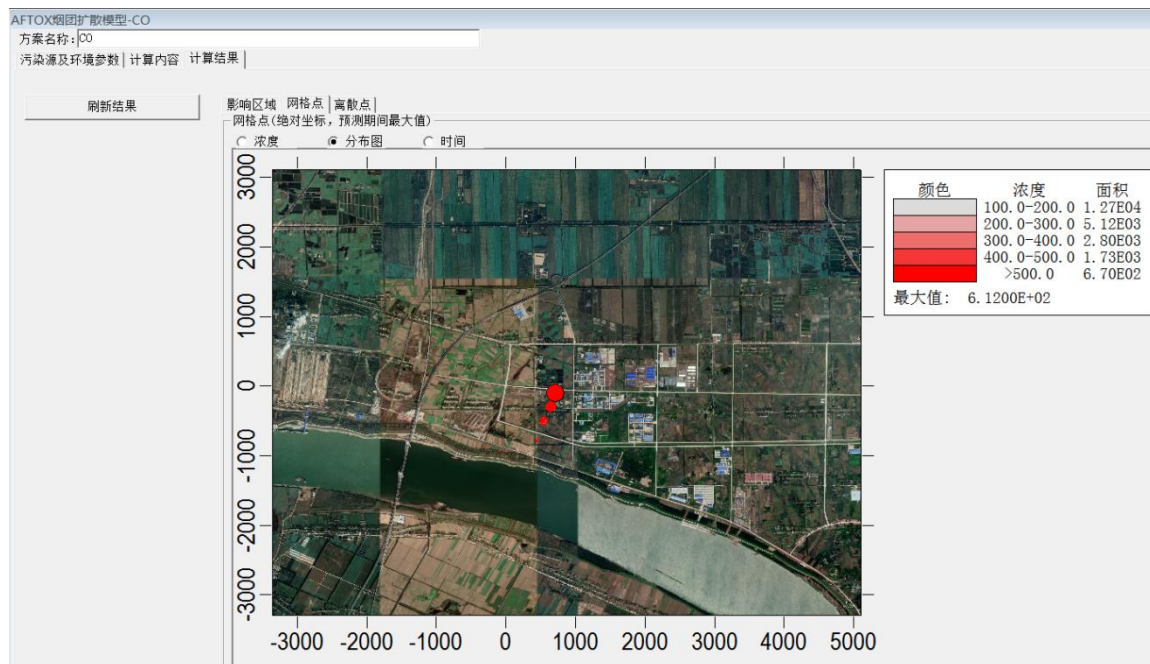 AFTOX烟团扩散模型-CO
方案名称:CO
污染源及环境参数 计算内容 计算结果
刷新结果
影响区域 网格点 离散点
网格点(绝对坐标，预测期间最大值)
浓度 分布图 时间
3000
2000
1000
0
-1000
-2000
-3000
-3000 -2000 -1000 0 1000 2000 3000 4000 5000
颜色 浓度 面积
100.0-200.0 1.27E04
200.0-300.0 5.12E03
300.0-400.0 2.80E03
400.0-500.0 1.73E03
>500.0 6.70E02
最大值: 6.1200E+02